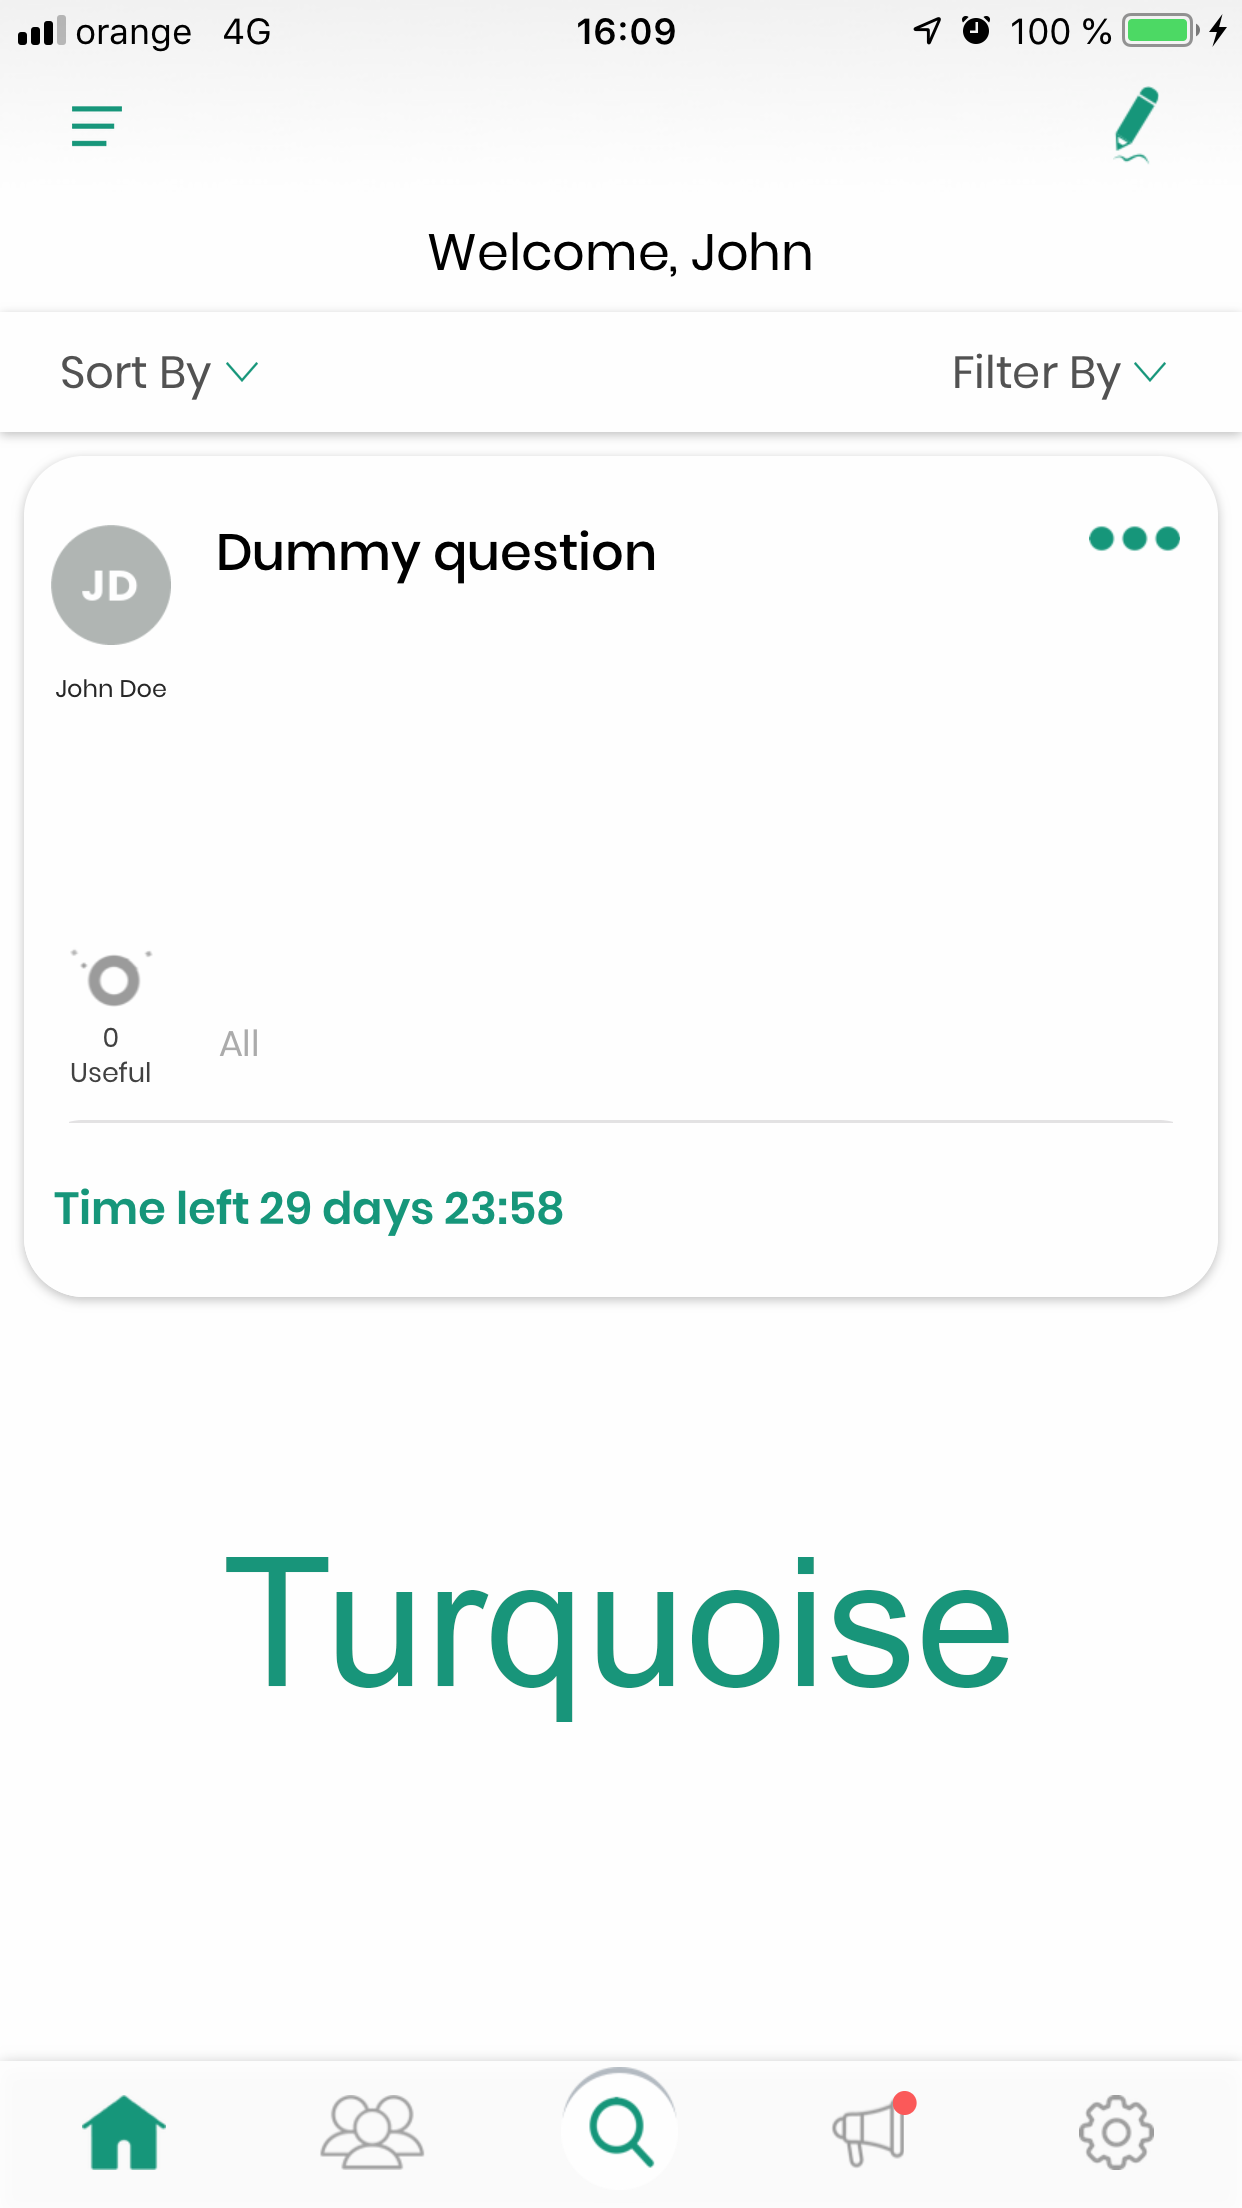 orange 4G 16:09 100 %
Welcome, John
Sort By Filter By
JD Dummy question
John Doe
0
Useful All
Time left 29 days 23:58
Turquoise